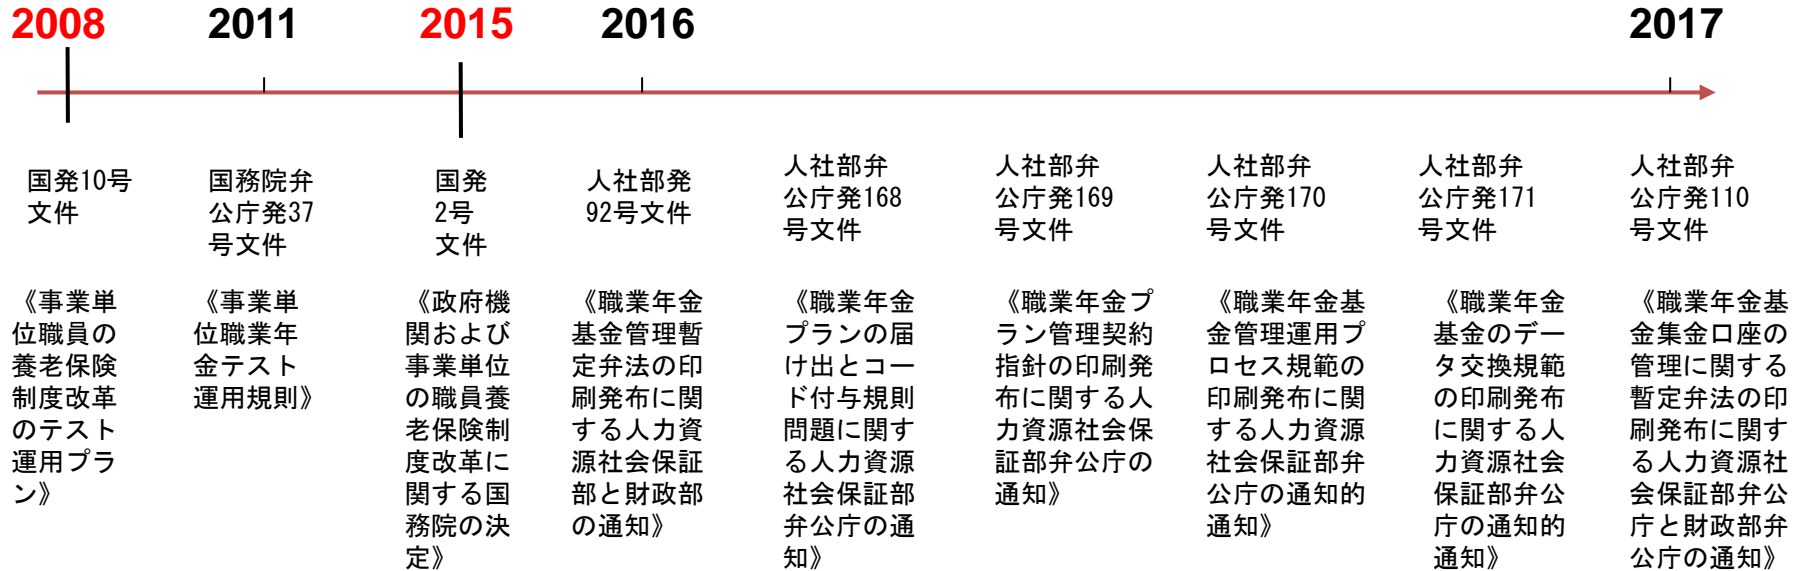 2008
2011
2015
2016
2017
国発10号
文件
国務院弁
公庁発37
号文件
国発
2号
文件
人社部発
92号文件
人社部弁
公庁発168
号文件
人社部弁
公庁発169
号文件
人社部弁
公庁発170
号文件
人社部弁
公庁発171
号文件
人社部弁
公庁発110
号文件
《事業単
位職員の
養老保険
制度改革
のテスト
運用プラ
ン》
《事業単
位職業年
金テスト
運用規則》
《政府機
関および
事業単位
の職員養
老保険制
度改革に
関する国
務院の決
定》
《職業年金
基金管理暫
定弁法の印
刷発布に関
する人力資
源社会保証
部と財政部
の通知》
《職業年金
プランの届
け出とコー
ド付与規則
問題に関す
る人力資源
社会保証部
弁公庁の通
知》
《職業年金プ
ラン管理契約
指針の印刷発
布に関する人
力資源社会保
証部弁公庁の
通知》
《職業年金基
金管理運用プ
ロセス規範の
印刷発布に関
する人力資源
社会保証部弁
公庁の通知的
通知》
《職業年金
基金のデー
タ交換規範
の印刷発布
に関する人
力資源社会
保証部弁公
庁の通知的
通知》
《職業年金基
金集金口座の
管理に関する
暫定弁法の印
刷発布に関す
る人力資源社
会保証部弁公
庁と財政部弁
公庁の通知》